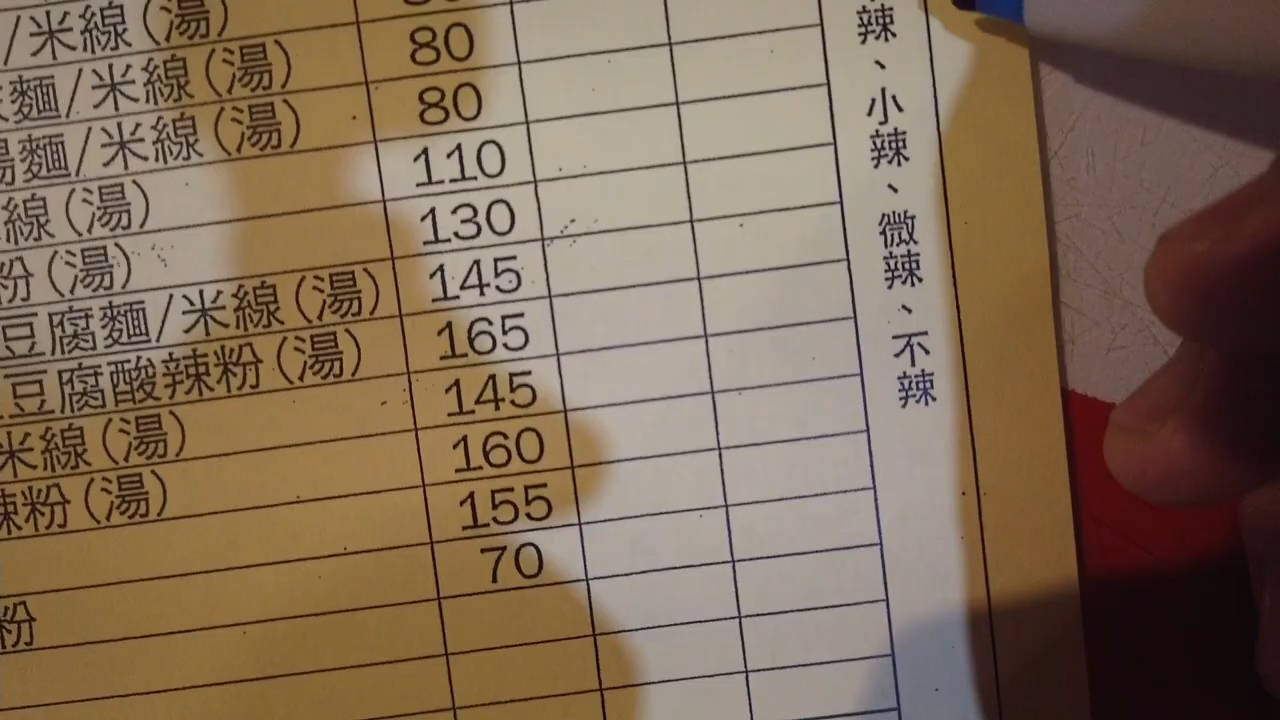 /米線(湯)
麵/米線(湯) 80
湯麵/米線(湯) 80
線(湯) 110
粉(湯) 130
豆腐麵/米線(湯) 145
豆腐酸辣粉(湯) 165
米線(湯) 145
辣粉(湯) 160
155
粉 70
辣、小辣、微辣、不辣